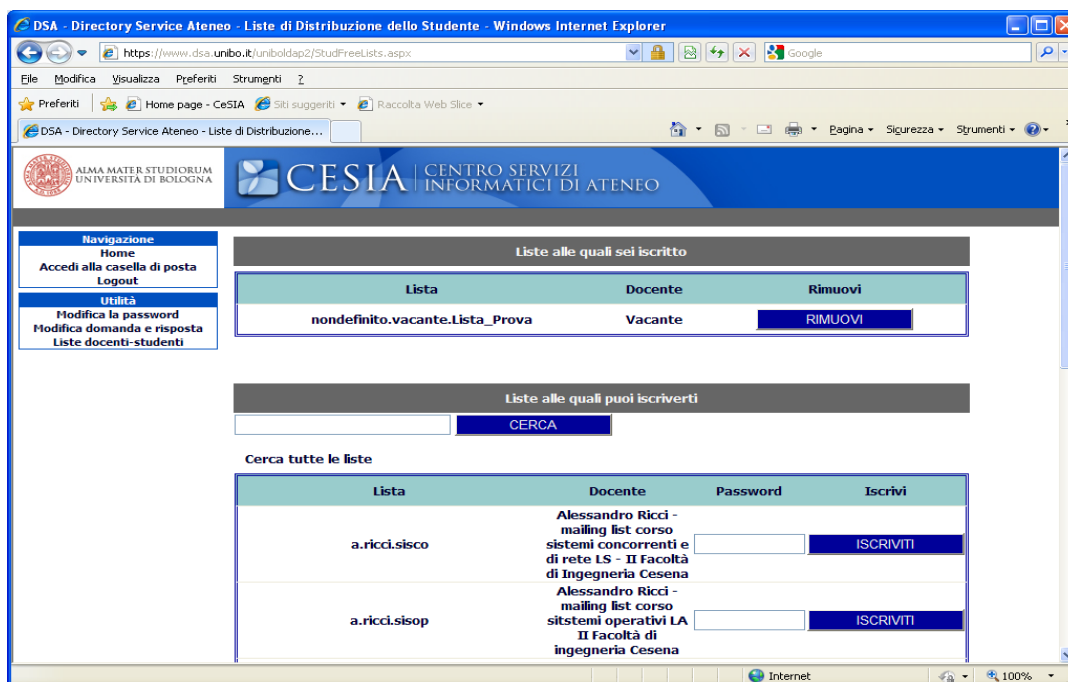 DSA - Directory Service Ateneo - Liste di Distribuzione dello Studente - Windows Internet Explorer
https://www.dsa.unibo.it/uniboldap2/StudFreeLists.aspx
Google
File Modifica Visualizza Preferiti Strumenti ?
Preferiti Home page - CeSIA Siti suggeriti Raccolta Web Slice
DSA - Directory Service Ateneo - Liste di Distribuzione... Pagina Sicurezza Strumenti
ALMA MATER STUDIORUM
UNIVERSITÀ DI BOLOGNA
CESIA CENTRO SERVIZI
INFORMATICI DI ATENEO
Navigazione
Home
Accedi alla casella di posta
Logout
Utilità
Modifica la password
Modifica domanda e risposta
Liste docenti-studenti
Liste alle quali sei iscritto
Lista Docente Rimuovi
nondefinito.vacante.Lista_Prova Vacante RIMUOVI
Liste alle quali puoi iscriverti
CERCA
Cerca tutte le liste
Lista Docente Password Iscrivi
Alessandro Ricci -
mailing list corso
a.ricci.sisco sistemi concorrenti e ISCRIVITI
di rete LS - II Facoltà
di Ingegneria Cesena
Alessandro Ricci -
mailing list corso
a.ricci.sisop sitstemi operativi LA ISCRIVITI
II Facoltà di
ingegneria Cesena
Internet 100%